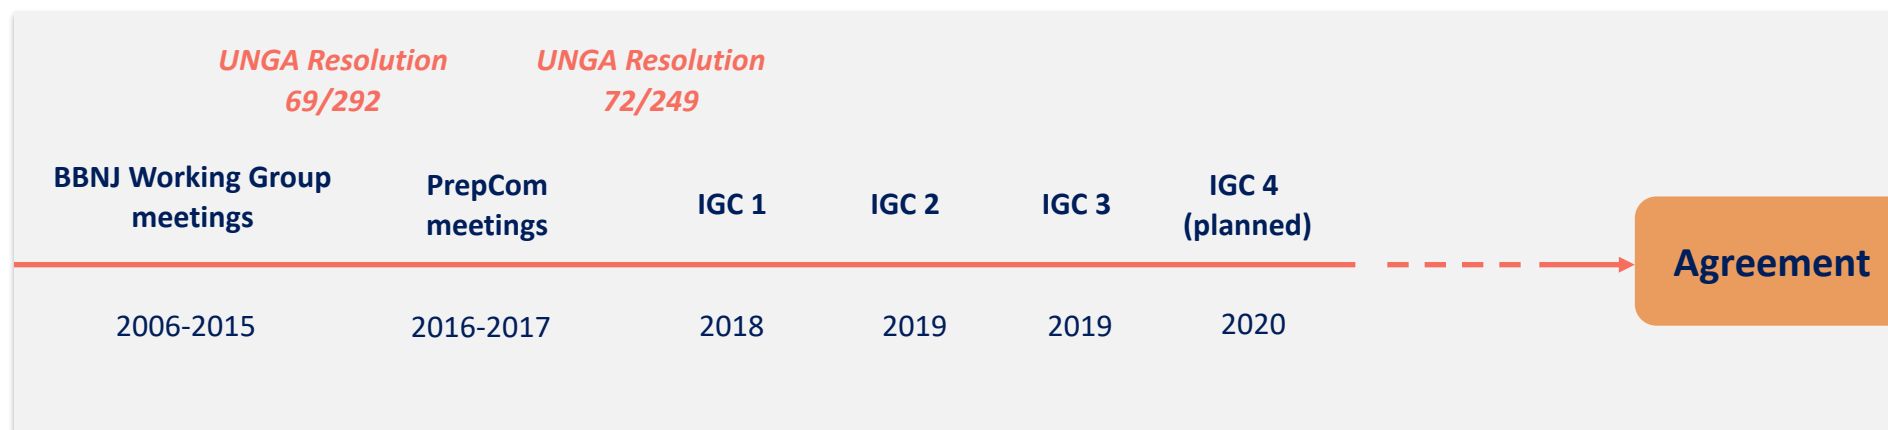 UNGA Resolution
69/292
UNGA Resolution
72/249
BBNJ Working Group
meetings
PrepCom
meetings
IGC 1
IGC 2
IGC 3
IGC 4
(planned)
Agreement
2006-2015
2016-2017
2018
2019
2019
2020